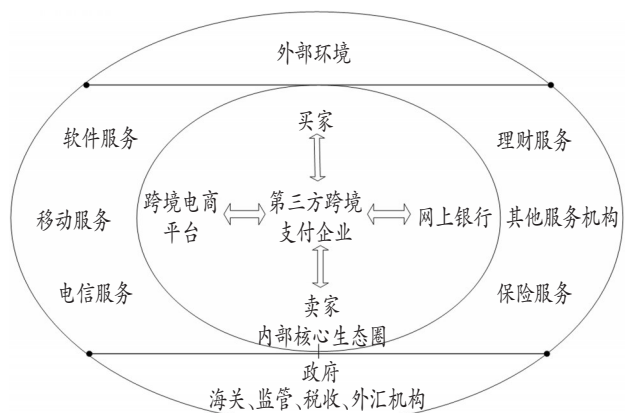 外部环境
软件服务
买家
理财服务
跨境电商
平台
第三方跨境
支付企业
网上银行
移动服务
其他服务机构
电信服务
卖家
保险服务
内部核心生态圈
政府
海关、监管、税收、外汇机构